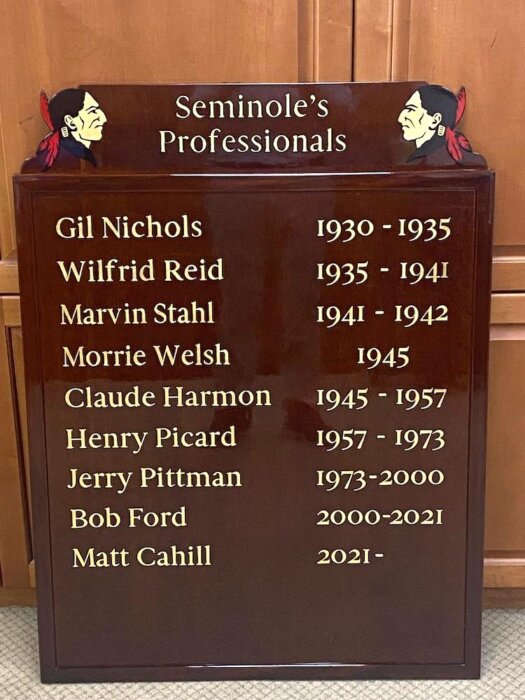 Seminole's
Professionals
Gil Nichols 1930 - 1935
Wilfrid Reid 1935 - 1941
Marvin Stahl 1941 - 1942
Morrie Welsh 1945
Claude Harmon 1945 - 1957
Henry Picard 1957 - 1973
Jerry Pittman 1973-2000
Bob Ford 2000-2021
Matt Cahill 2021-